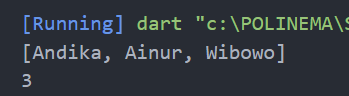 [Running] dart "c:\POLINEMA\
[Andika, Ainur, Wibowo]
3